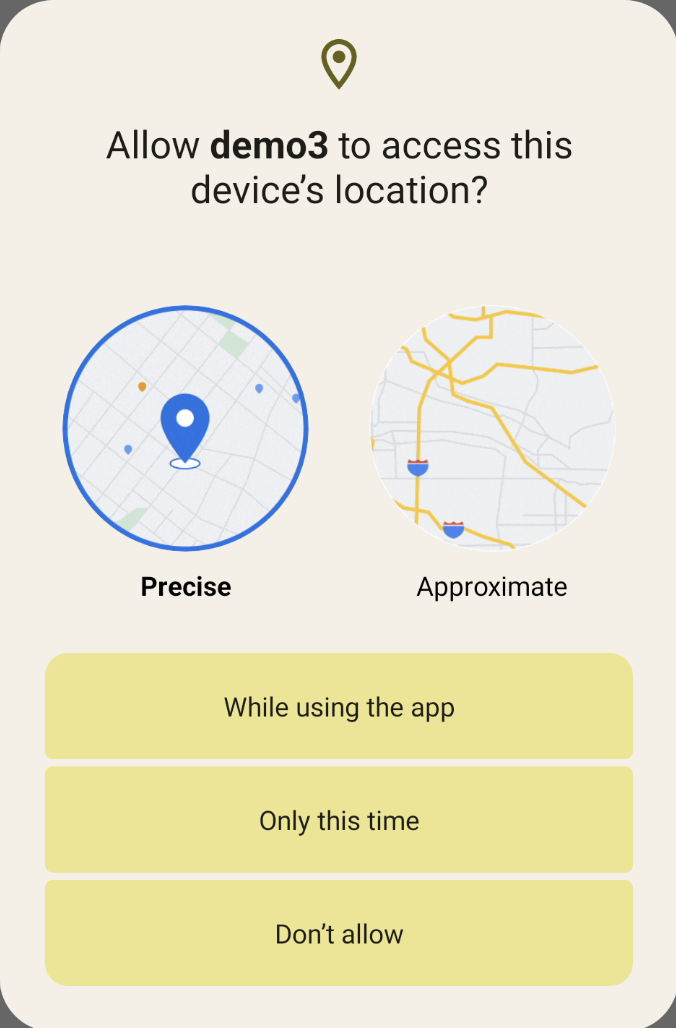 Allow demo3 to access this
device’s location?
Precise
Approximate
While using the app
Only this time
Don’t allow